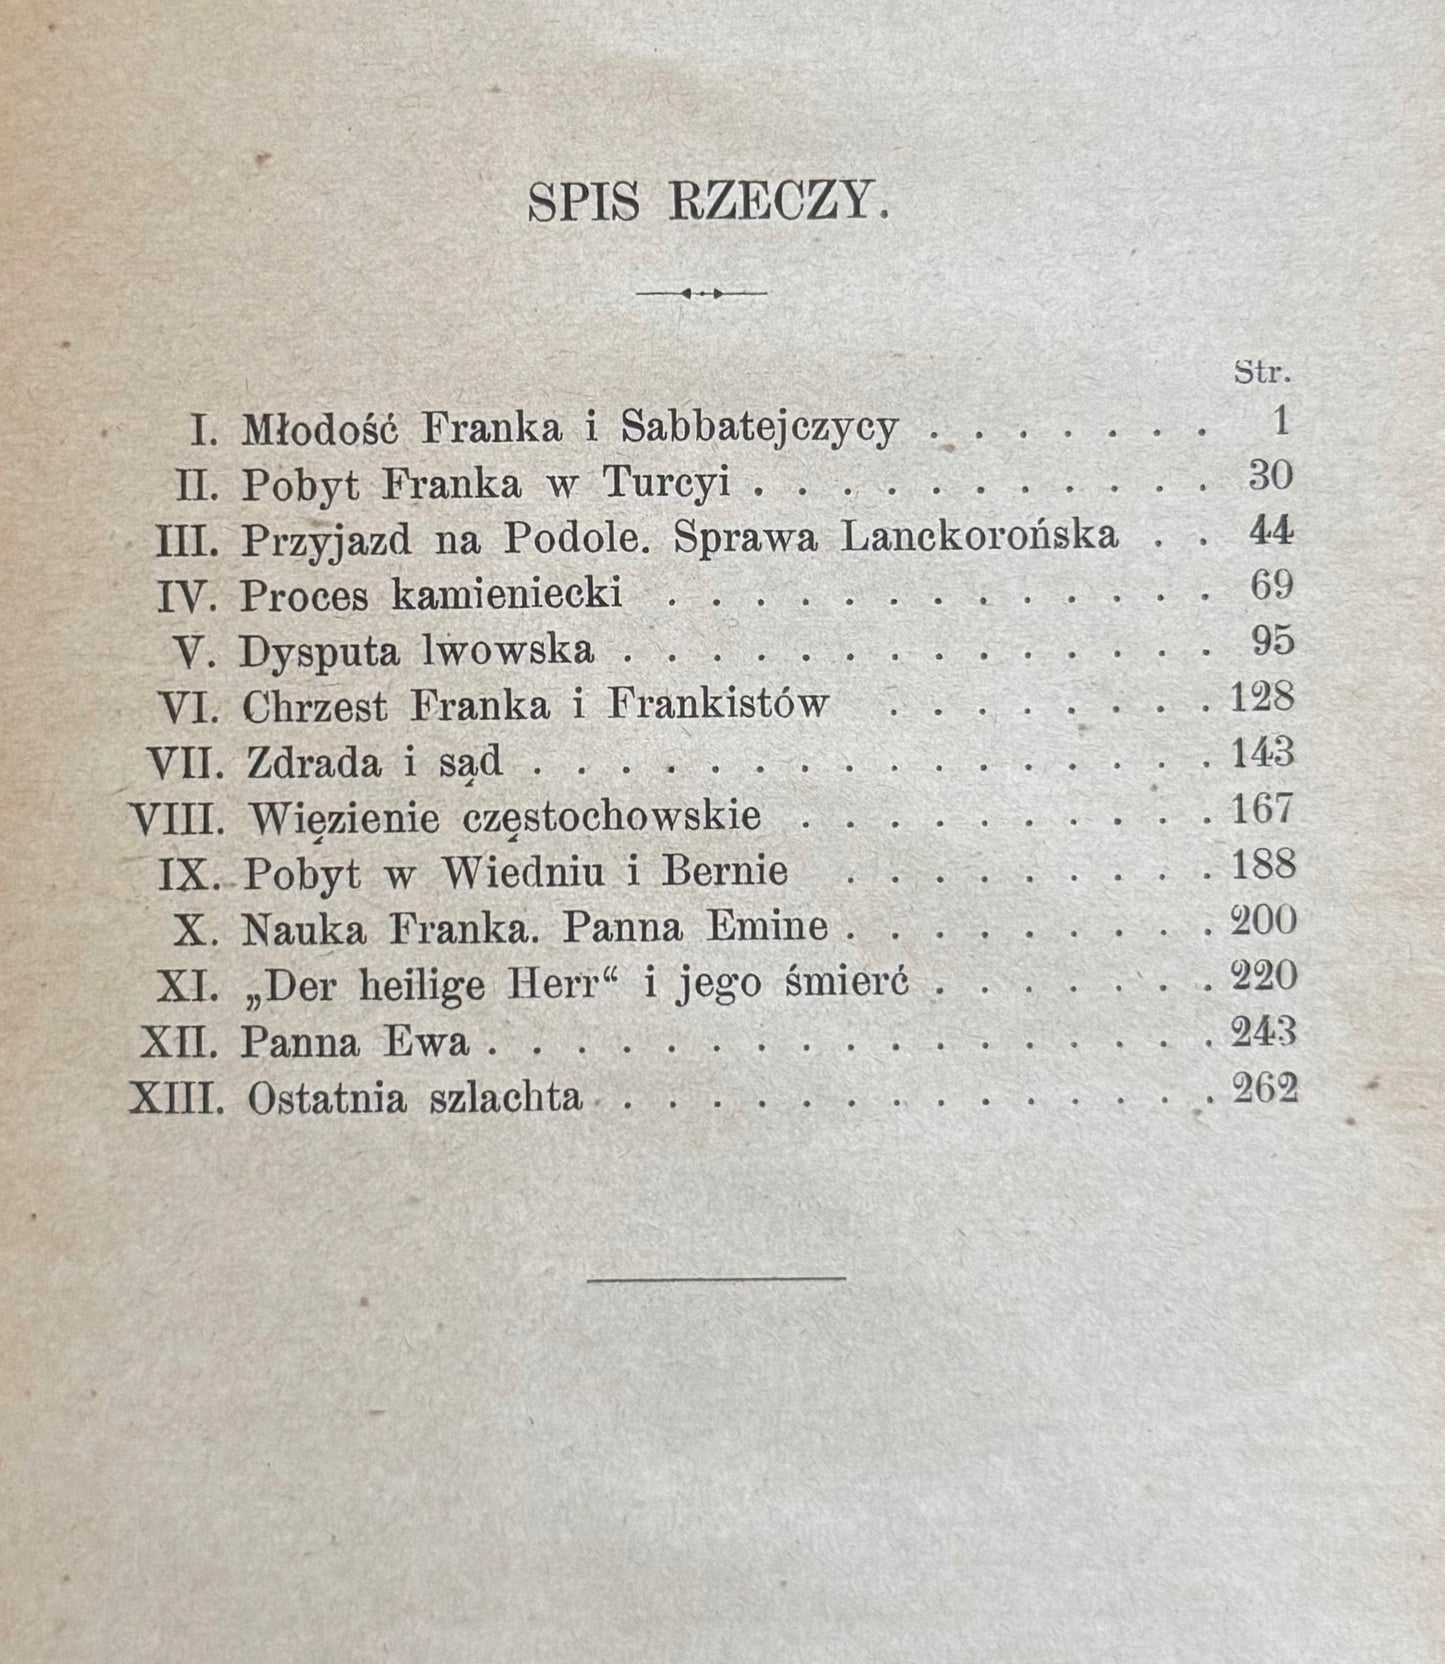 SPIS RZECZY.
Str.
I. Młodość Franka i Sabbatejczycy . . . . . . . 1
II. Pobyt Franka w Turcyi . . . . . . . . . . . 30
III. Przyjazd na Podole. Sprawa Lanckorońska . . 44
IV. Proces kamieniecki . . . . . . . . . . . . . 69
V. Dysputa lwowska . . . . . . . . . . . . . . 95
VI. Chrzest Franka i Frankistów . . . . . . . . 128
VII. Zdrada i sąd . . . . . . . . . . . . . . . . 143
VIII. Więzienie częstochowskie . . . . . . . . . . 167
IX. Pobyt w Wiedniu i Bernie . . . . . . . . . 188
X. Nauka Franka. Panna Emine . . . . . . . . . 200
XI. „Der heilige Herr“ i jego śmierć . . . . . . . 220
XII. Panna Ewa . . . . . . . . . . . . . . . . . 243
XIII. Ostatnia szlachta . . . . . . . . . . . . . . 262